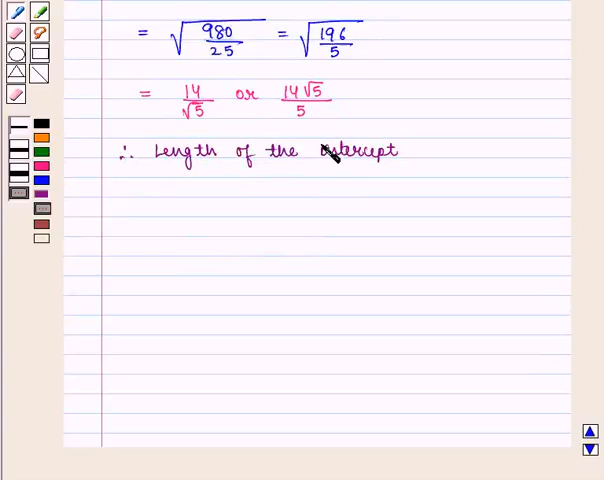 = √980/25 = √196/5
= 14/√5 or 14√5/5
∴ Length of the intercept